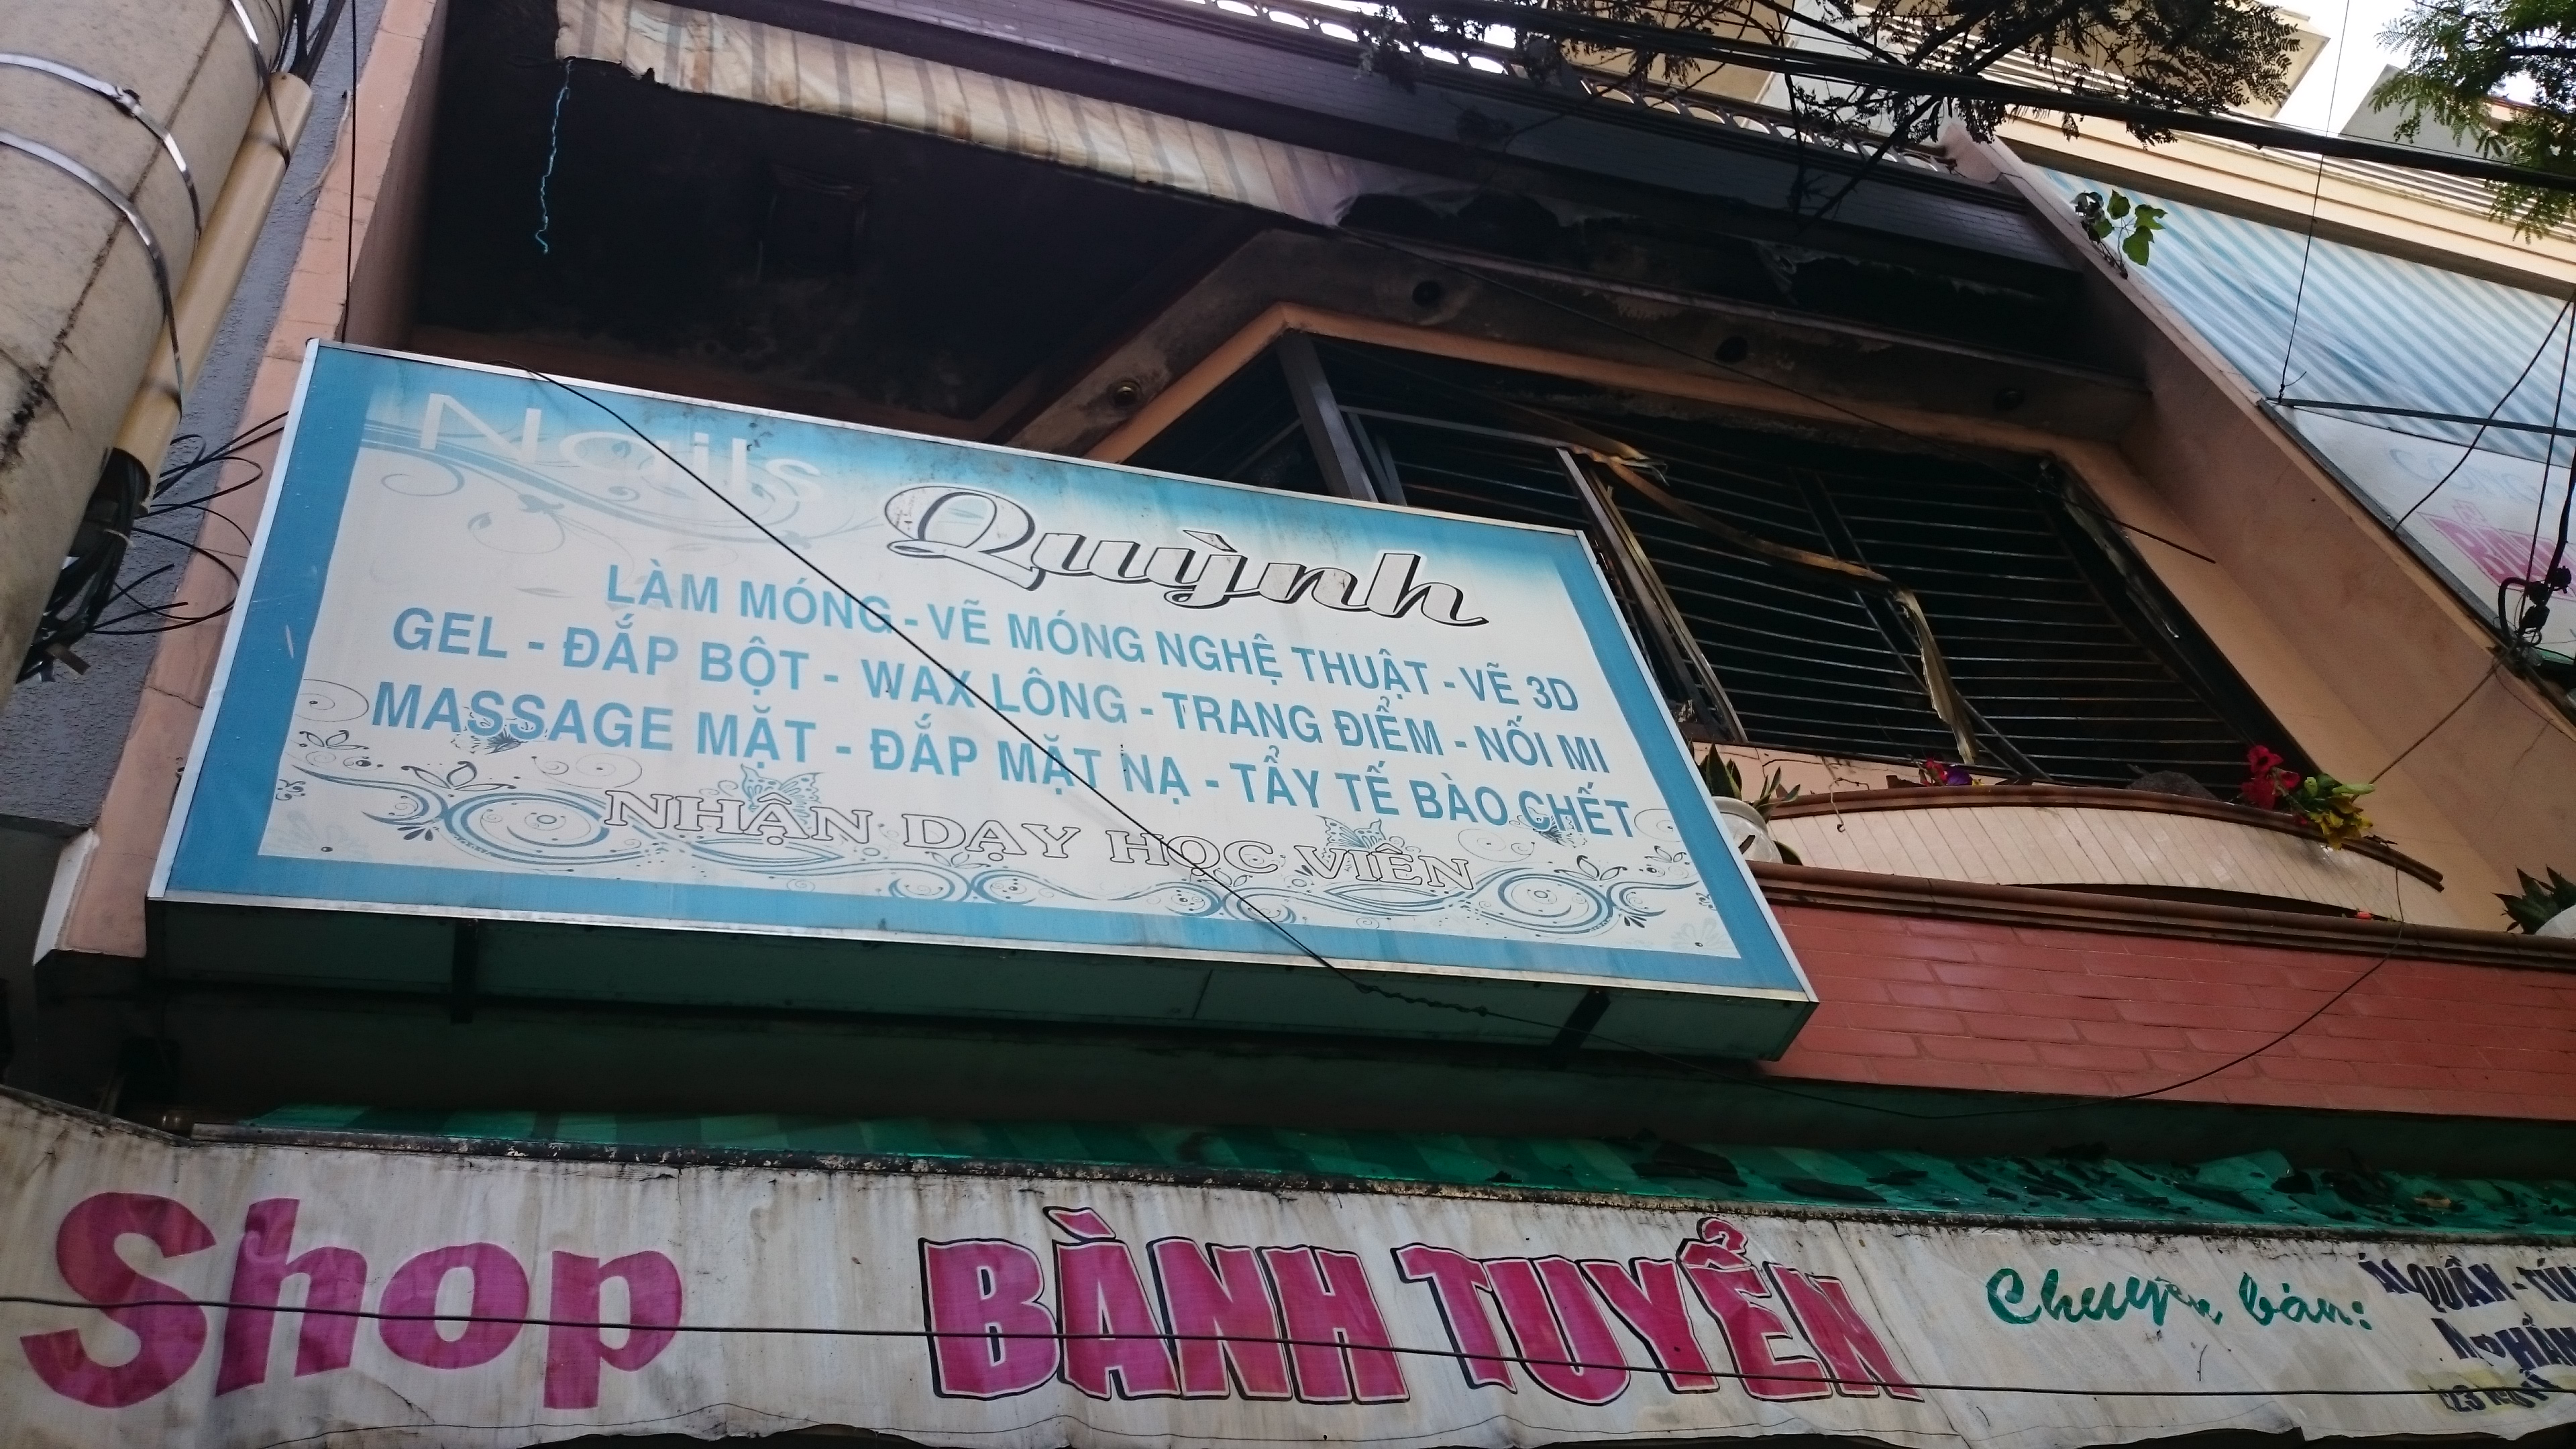 Nails
Quỳnh
LÀM MÓNG - VẼ MÓNG NGHỆ THUẬT - VẼ 3D
GEL - ĐẮP BỘT - WAX LÔNG - TRANG ĐIỂM - NỐI MI
MASSAGE MẶT - ĐẮP MẶT NẠ - TẨY TẾ BÀO CHẾT
NHẬN DẠY HỌC VIÊN
Shop BÀNH TUYỂN Chuyên bán:
QUẦN